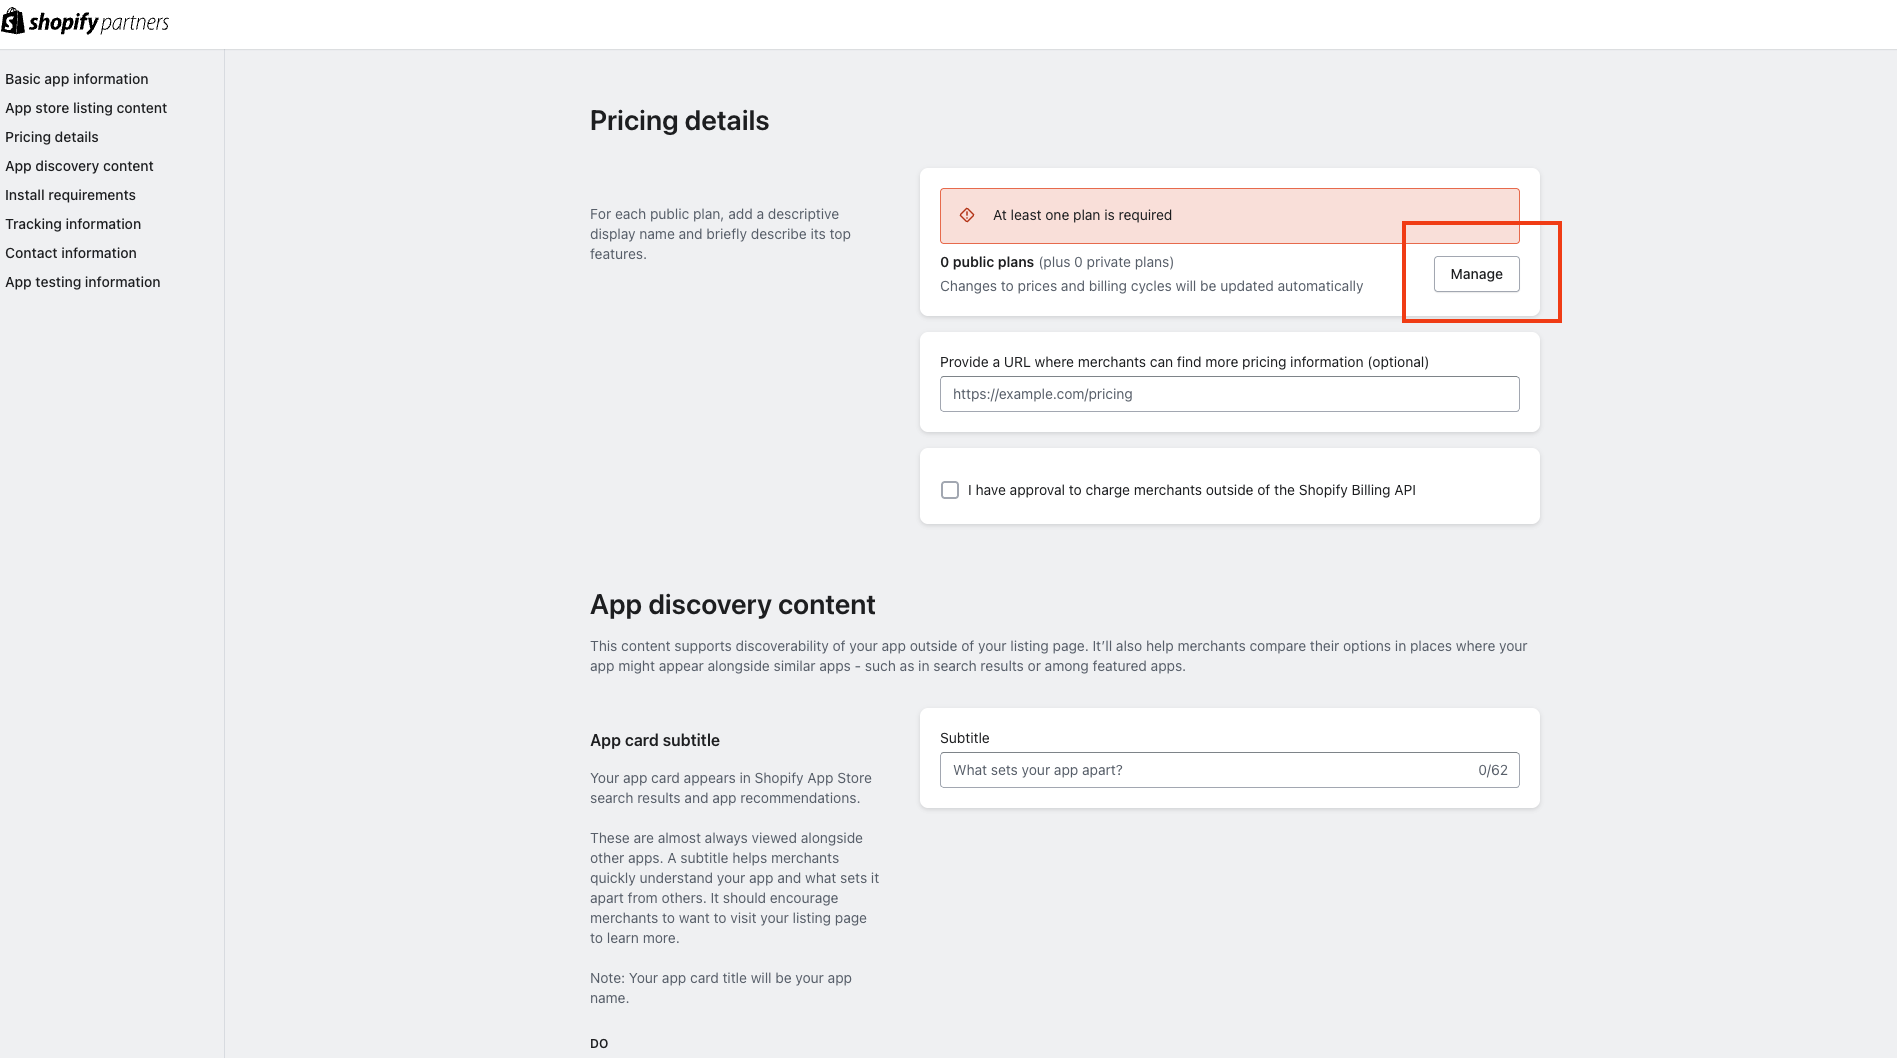 shopify partners
Basic app information
App store listing content
Pricing details
App discovery content
Install requirements
Tracking information
Contact information
App testing information
Pricing details
For each public plan, add a descriptive
display name and briefly describe its top
features.
At least one plan is required
0 public plans (plus 0 private plans)
Changes to prices and billing cycles will be updated automatically
Manage
Provide a URL where merchants can find more pricing information (optional)
https://example.com/pricing
I have approval to charge merchants outside of the Shopify Billing API
App discovery content
This content supports discoverability of your app outside of your listing page. It’ll also help merchants compare their options in places where your
app might appear alongside similar apps - such as in search results or among featured apps.
App card subtitle
Your app card appears in Shopify App Store
search results and app recommendations.
These are almost always viewed alongside
other apps. A subtitle helps merchants
quickly understand your app and what sets it
apart from others. It should encourage
merchants to want to visit your listing page
to learn more.
Note: Your app card title will be your app
name.
DO
Subtitle
What sets your app apart? 0/62